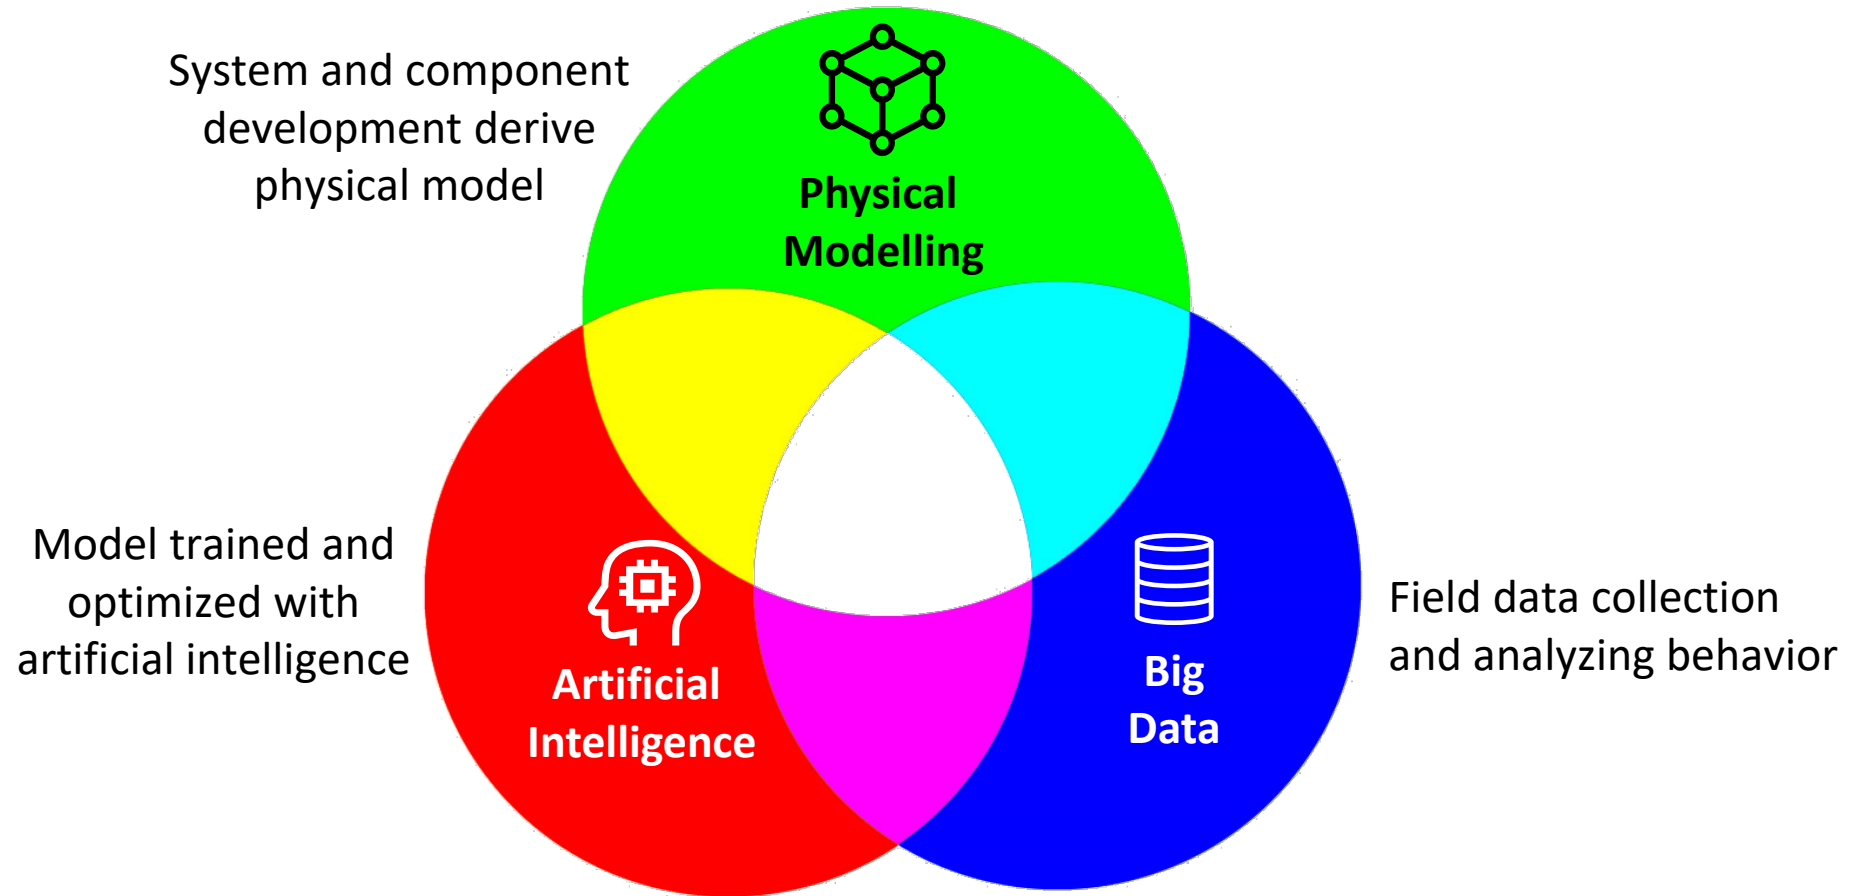 System and component
development derive
physical model
Physical
Modelling
Model trained and
optimized with
artificial intelligence
Artificial
Intelligence
Big
Data
Field data collection
and analyzing behavior